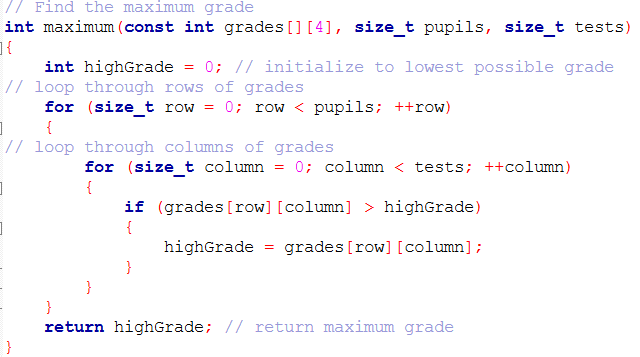 // Find the maximum grade
int maximum(const int grades[][4], size_t pupils, size_t tests)
{
int highGrade = 0; // initialize to lowest possible grade
// loop through rows of grades
for (size_t row = 0; row < pupils; ++row)
{
// loop through columns of grades
for (size_t column = 0; column < tests; ++column)
{
if (grades[row][column] > highGrade)
{
highGrade = grades[row][column];
}
}
}
return highGrade; // return maximum grade
}